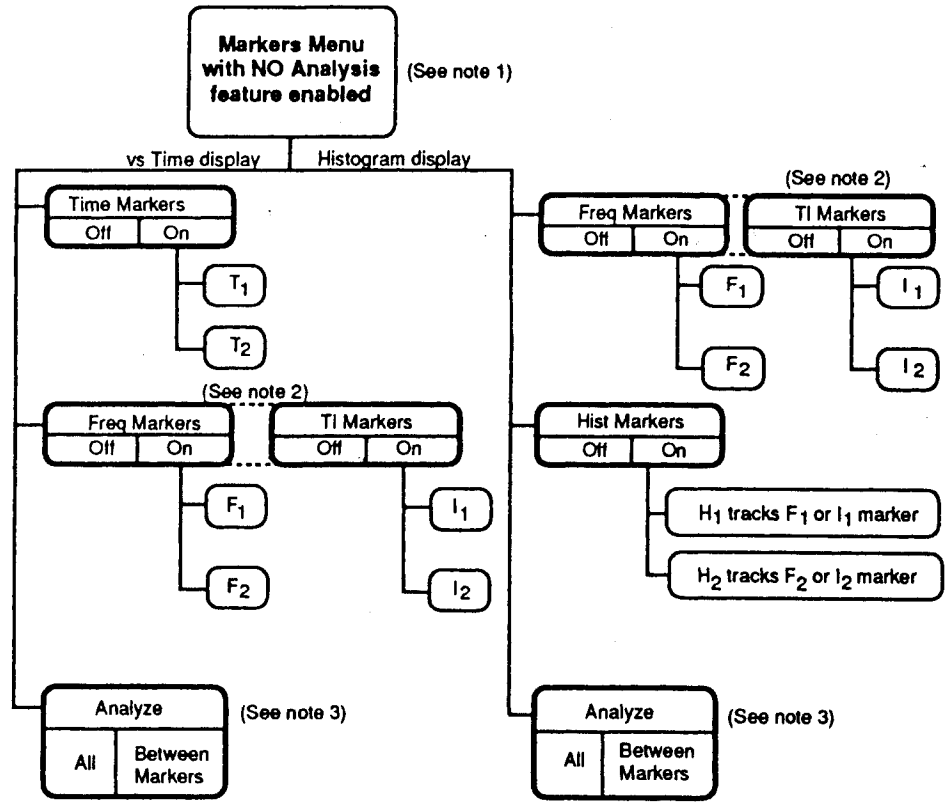 Markers Menu
with NO Analysis
feature enabled
(See note 1)
vs Time display
Histogram display
Time Markers
Off On
T1
T2
(See note 2)
Freq Markers
Off On
F1
F2
TI Markers
Off On
I1
I2
Analyze
All
Between
Markers
(See note 3)
(See note 2)
Freq Markers
Off On
F1
F2
TI Markers
Off On
I1
I2
Hist Markers
Off On
H1 tracks F1 or I1 marker
H2 tracks F2 or I2 marker
Analyze
All
Between
Markers
(See note 3)